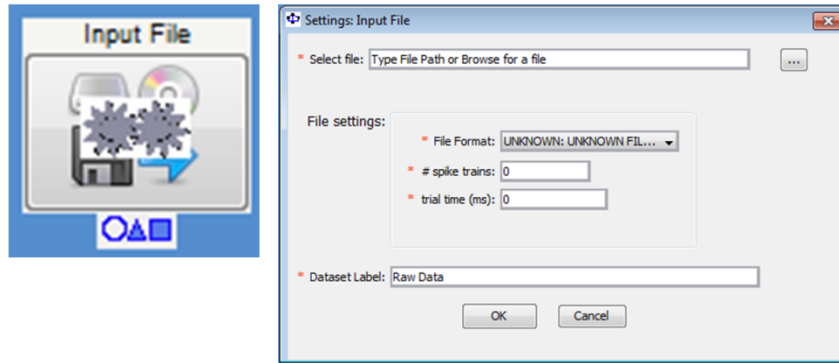 Input File
Settings: Input File
* Select file: Type File Path or Browse for a file ...
File settings:
* File Format: UNKNOWN: UNKNOWN FIL...
* # spike trains: 0
* trial time (ms): 0
* Dataset Label: Raw Data
OK Cancel